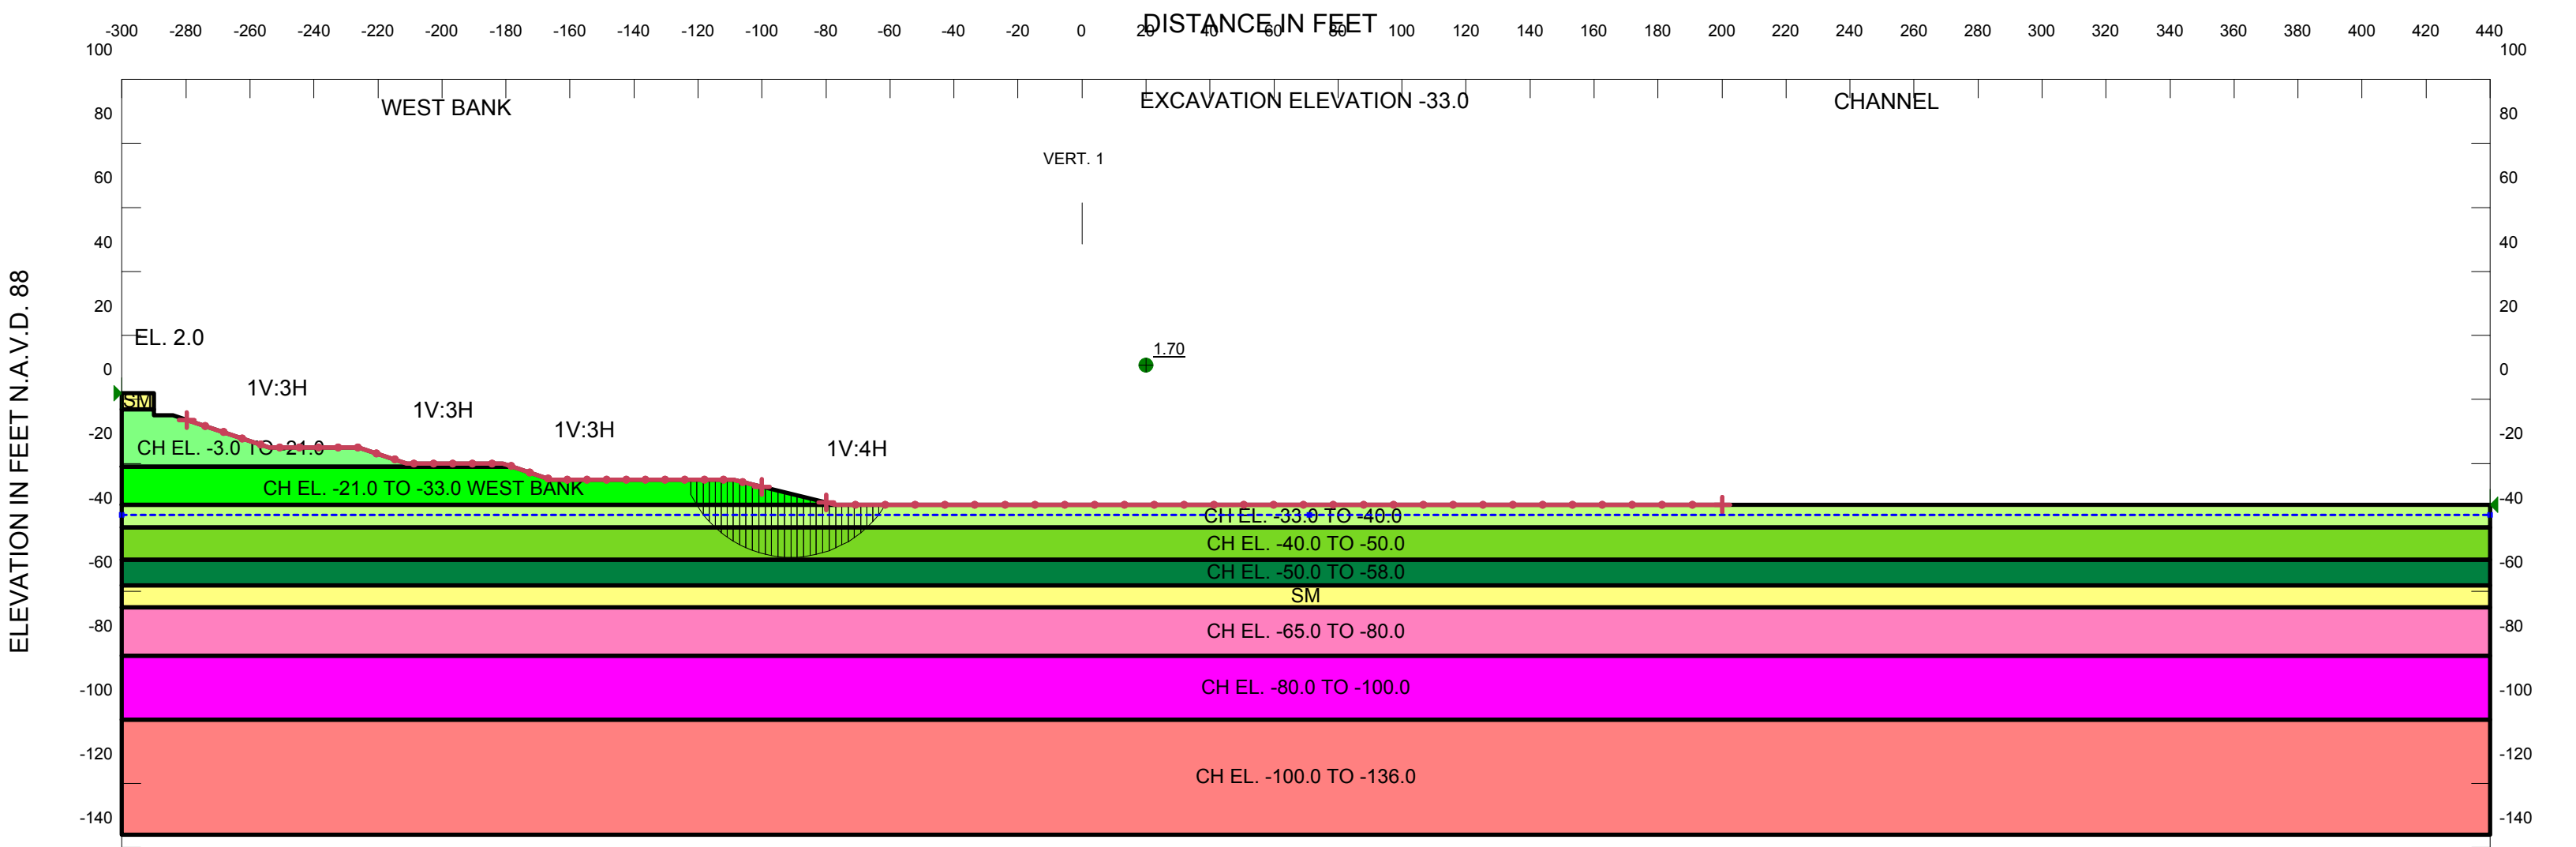 DISTANCE IN FEET
-300 -280 -260 -240 -220 -200 -180 -160 -140 -120 -100 -80 -60 -40 -20 0 20 40 60 80 100 120 140 160 180 200 220 240 260 280 300 320 340 360 380 400 420 440
100 100
WEST BANK EXCAVATION ELEVATION -33.0 CHANNEL
80 80
VERT. 1
60 60
40 40
ELEVATION IN FEET N.A.V.D. 88
20 20
EL. 2.0
1.70
0 0
1V:3H
SM
1V:3H
1V:3H
-20 -20
CH EL. -3.0 TO -21.0
1V:4H
CH EL. -21.0 TO -33.0 WEST BANK
-40 -40
CH EL. -33.0 TO -40.0
CH EL. -40.0 TO -50.0
-60 -60
CH EL. -50.0 TO -58.0
SM
-80 -80
CH EL. -65.0 TO -80.0
CH EL. -80.0 TO -100.0
-100 -100
-120 -120
CH EL. -100.0 TO -136.0
-140 -140